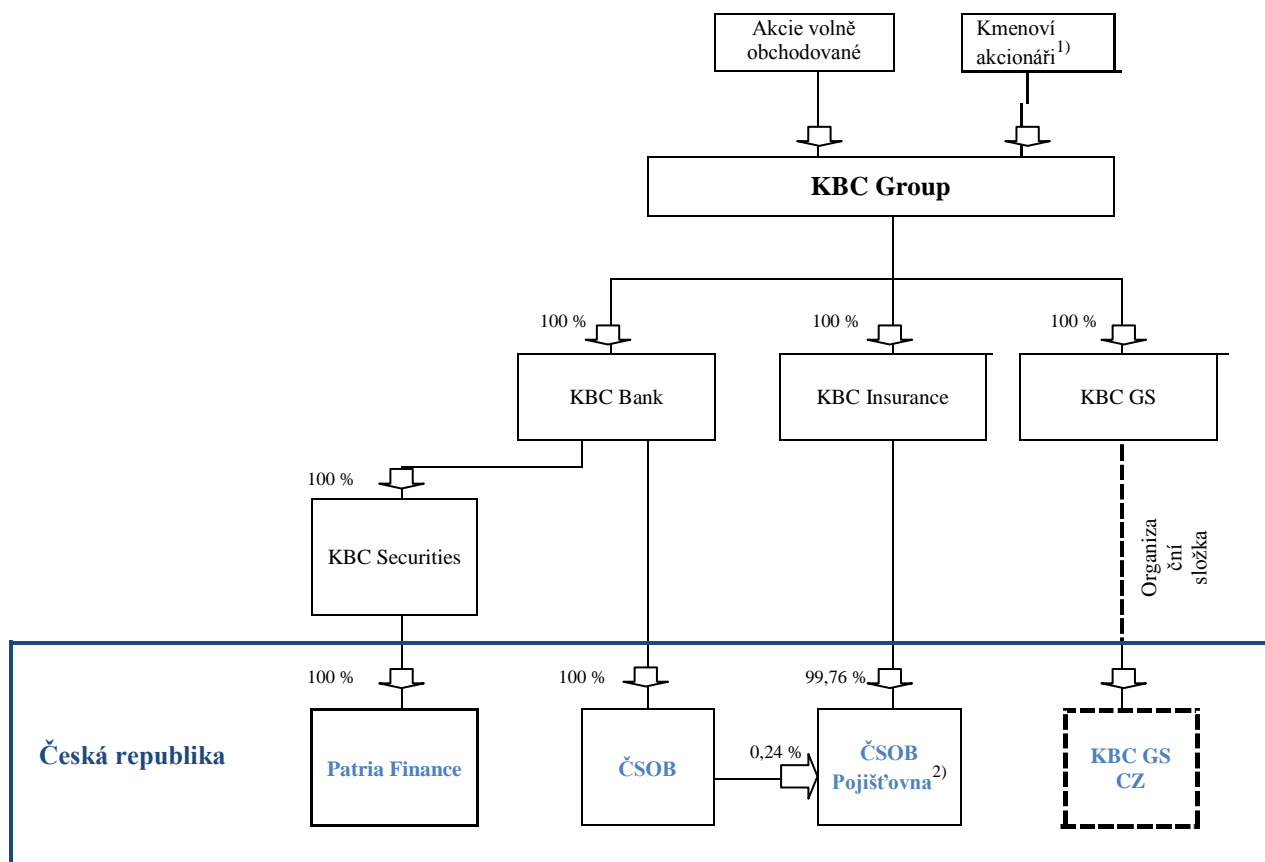 Akcie volně
obchodované
Kmenoví
akcionáři1)
KBC Group
100 %
100 %
100 %
KBC Bank
KBC Insurance
KBC GS
100 %
KBC Securities
Organiza
ční
složka
100 %
100 %
99,76 %
Česká republika
Patria Finance
ČSOB
0,24 %
ČSOB
Pojišťovna2)
KBC GS
CZ